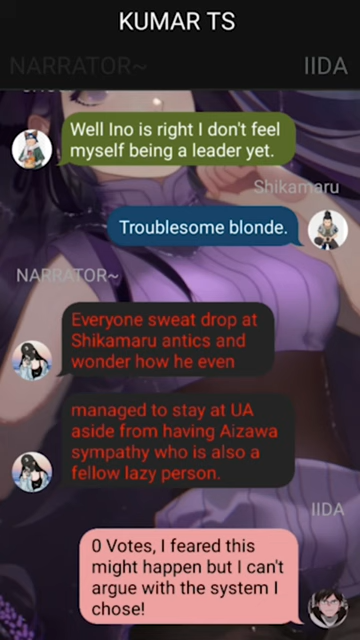 KUMAR TS
NARRATOR~
IIDA
Well Ino is right I don't feel
myself being a leader yet.
Shikamaru
Troublesome blonde.
NARRATOR~
Everyone sweat drop at
Shikamaru antics and
wonder how he even
managed to stay at UA
aside from having Aizawa
sympathy who is also a
fellow lazy person.
IIDA
0 Votes, I feared this
might happen but I can't
argue with the system I
chose!